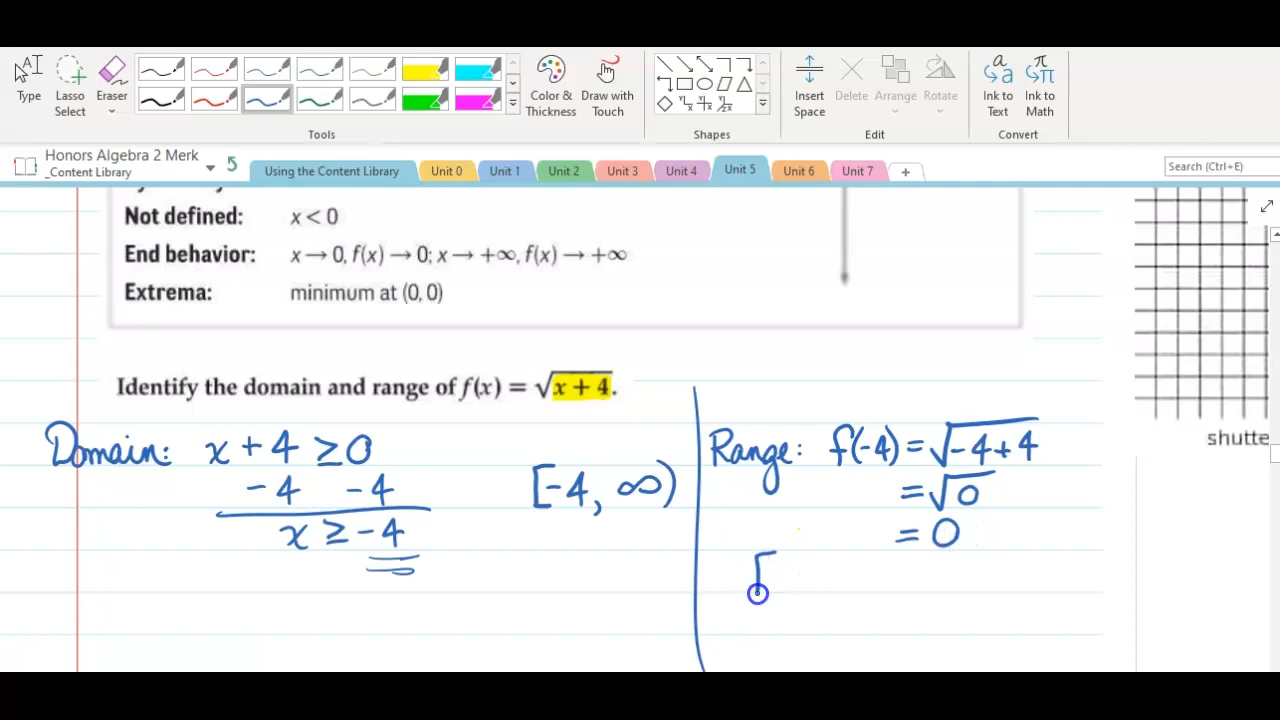 Type
Lasso Select
Eraser
Tools
Color & Thickness
Draw with Touch
Shapes
Insert Space
Delete
Arrange
Rotate
Edit
a
a
Ink to Text
π
π
Ink to Math
Convert
Honors Algebra 2 Merk
_Content Library
Using the Content Library
Unit 0
Unit 1
Unit 2
Unit 3
Unit 4
Unit 5
Unit 6
Unit 7
+
Search (Ctrl+E)
Not defined: x < 0
End behavior: x → 0, f(x) → 0; x → +∞, f(x) → +∞
Extrema: minimum at (0, 0)
Identify the domain and range of f(x) = √(x + 4).
Domain: x + 4 ≥ 0
- 4 - 4
x ≥ -4
[-4, ∞)
Range: f(-4) = √-4+4
= √0
= 0
[
shutte